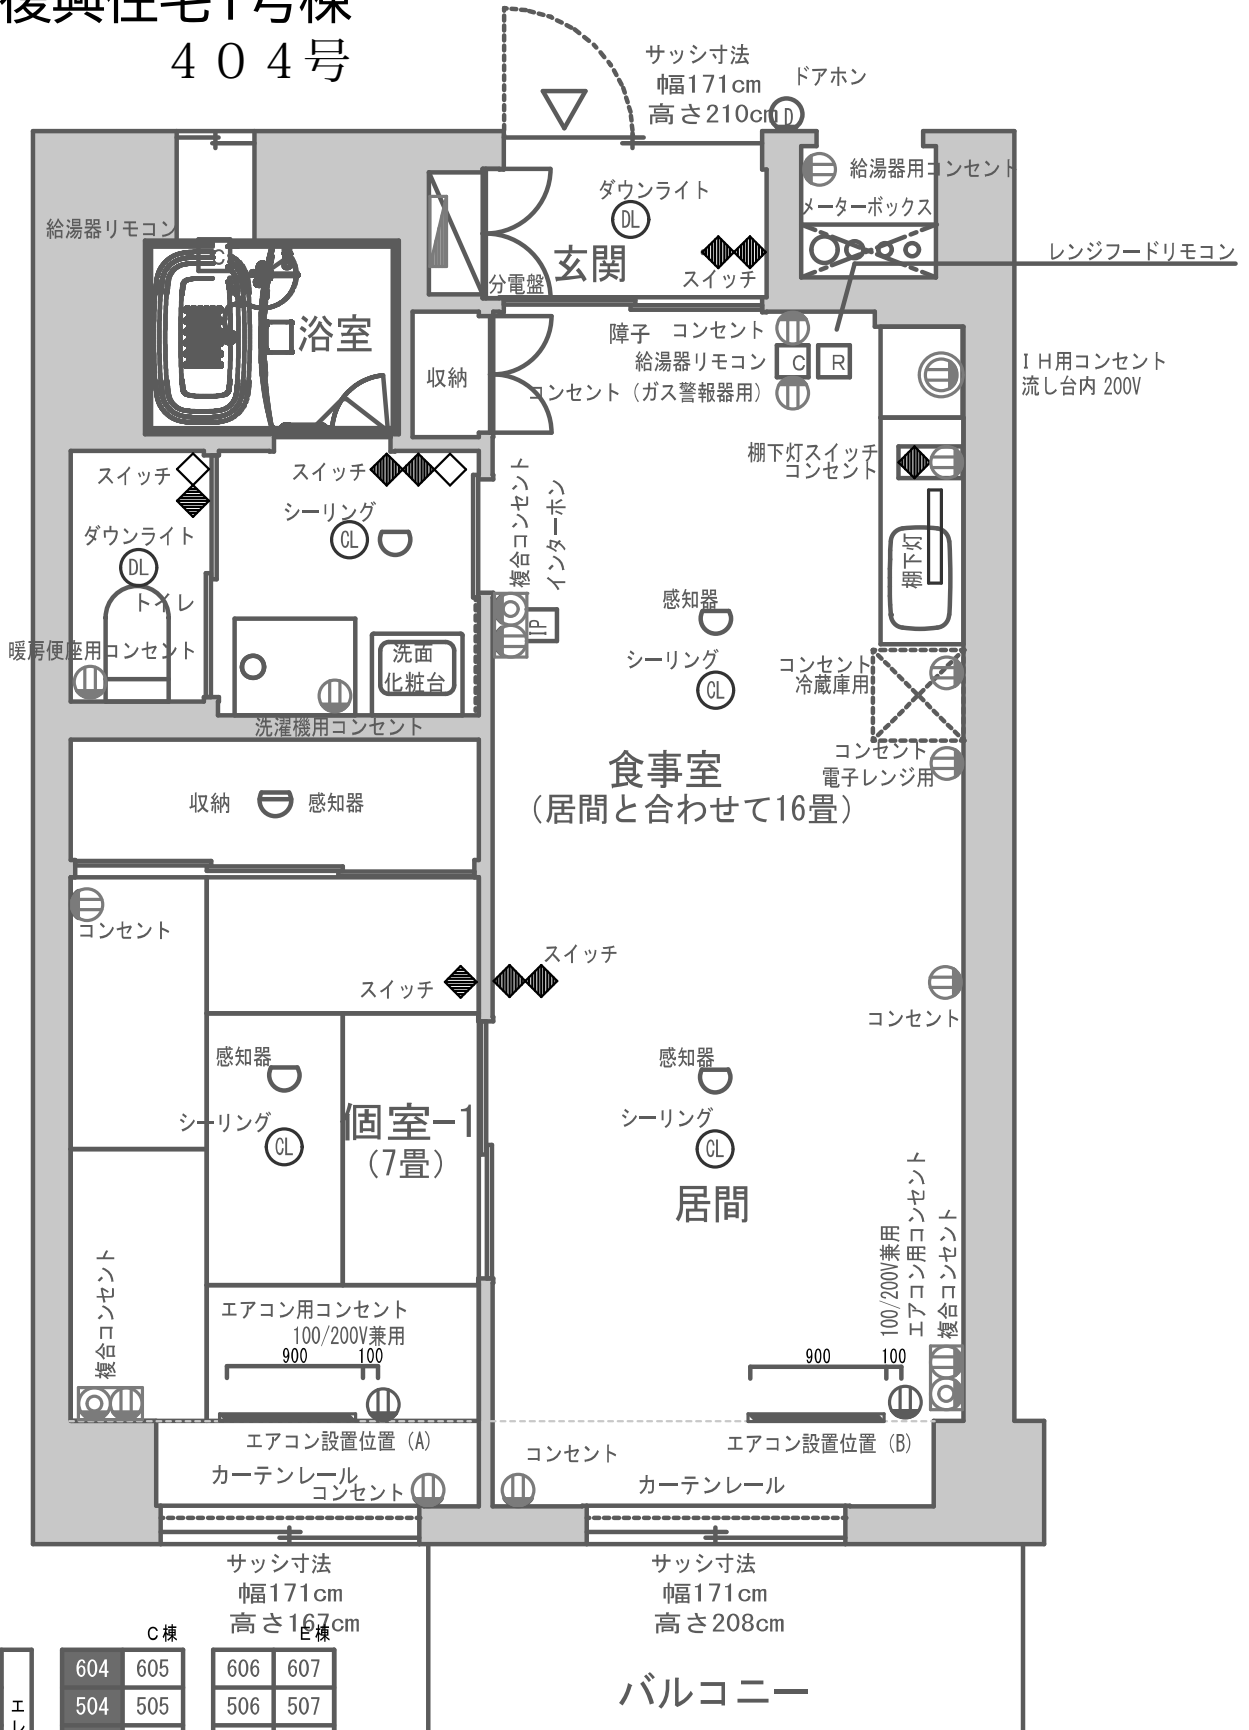 復興住宅1号棟
４０４号
サッシ寸法
幅171cm
高さ210cm
ドアホン
D
給湯器用コンセント
メーターボックス
レンジフードリモコン
ダウンライト
DL
玄関
スイッチ
分電盤
給湯器リモコン
C
浴室
収納
障子
コンセント
給湯器リモコン
C
R
コンセント（ガス警報器用）
ＩＨ用コンセント
流し台内 200V
棚下灯スイッチ
コンセント
棚下灯
スイッチ
ダウンライト
DL
トイレ
暖房便座用コンセント
スイッチ
シーリング
CL
洗面
化粧台
洗濯機用コンセント
複合コンセント
インターホン
IP
感知器
シーリング
CL
コンセント
冷蔵庫用
コンセント
電子レンジ用
食事室
（居間と合わせて16畳）
収納
感知器
コンセント
スイッチ
スイッチ
コンセント
感知器
シーリング
CL
個室−1
（7畳）
感知器
シーリング
CL
居間
複合コンセント
エアコン用コンセント
100/200V兼用
900
100
100/200V兼用
エアコン用コンセント
複合コンセント
900
100
エアコン設置位置（A）
カーテンレール
コンセント
コンセント
エアコン設置位置（B）
カーテンレール
サッシ寸法
幅171cm
高さ167cm
サッシ寸法
幅171cm
高さ208cm
バルコニー
C棟
E棟
604 605 606 607
504 505 506 507
エレ